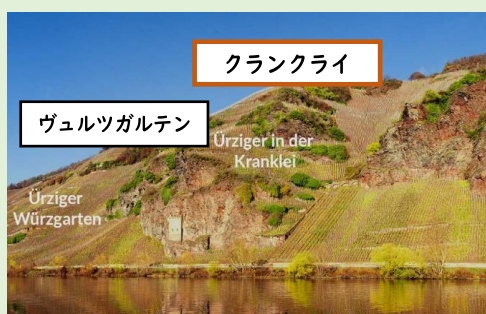 クランクライ
ヴュルツガルテン
Ürziger in der
Kranklei
Ürziger
Würzgarten